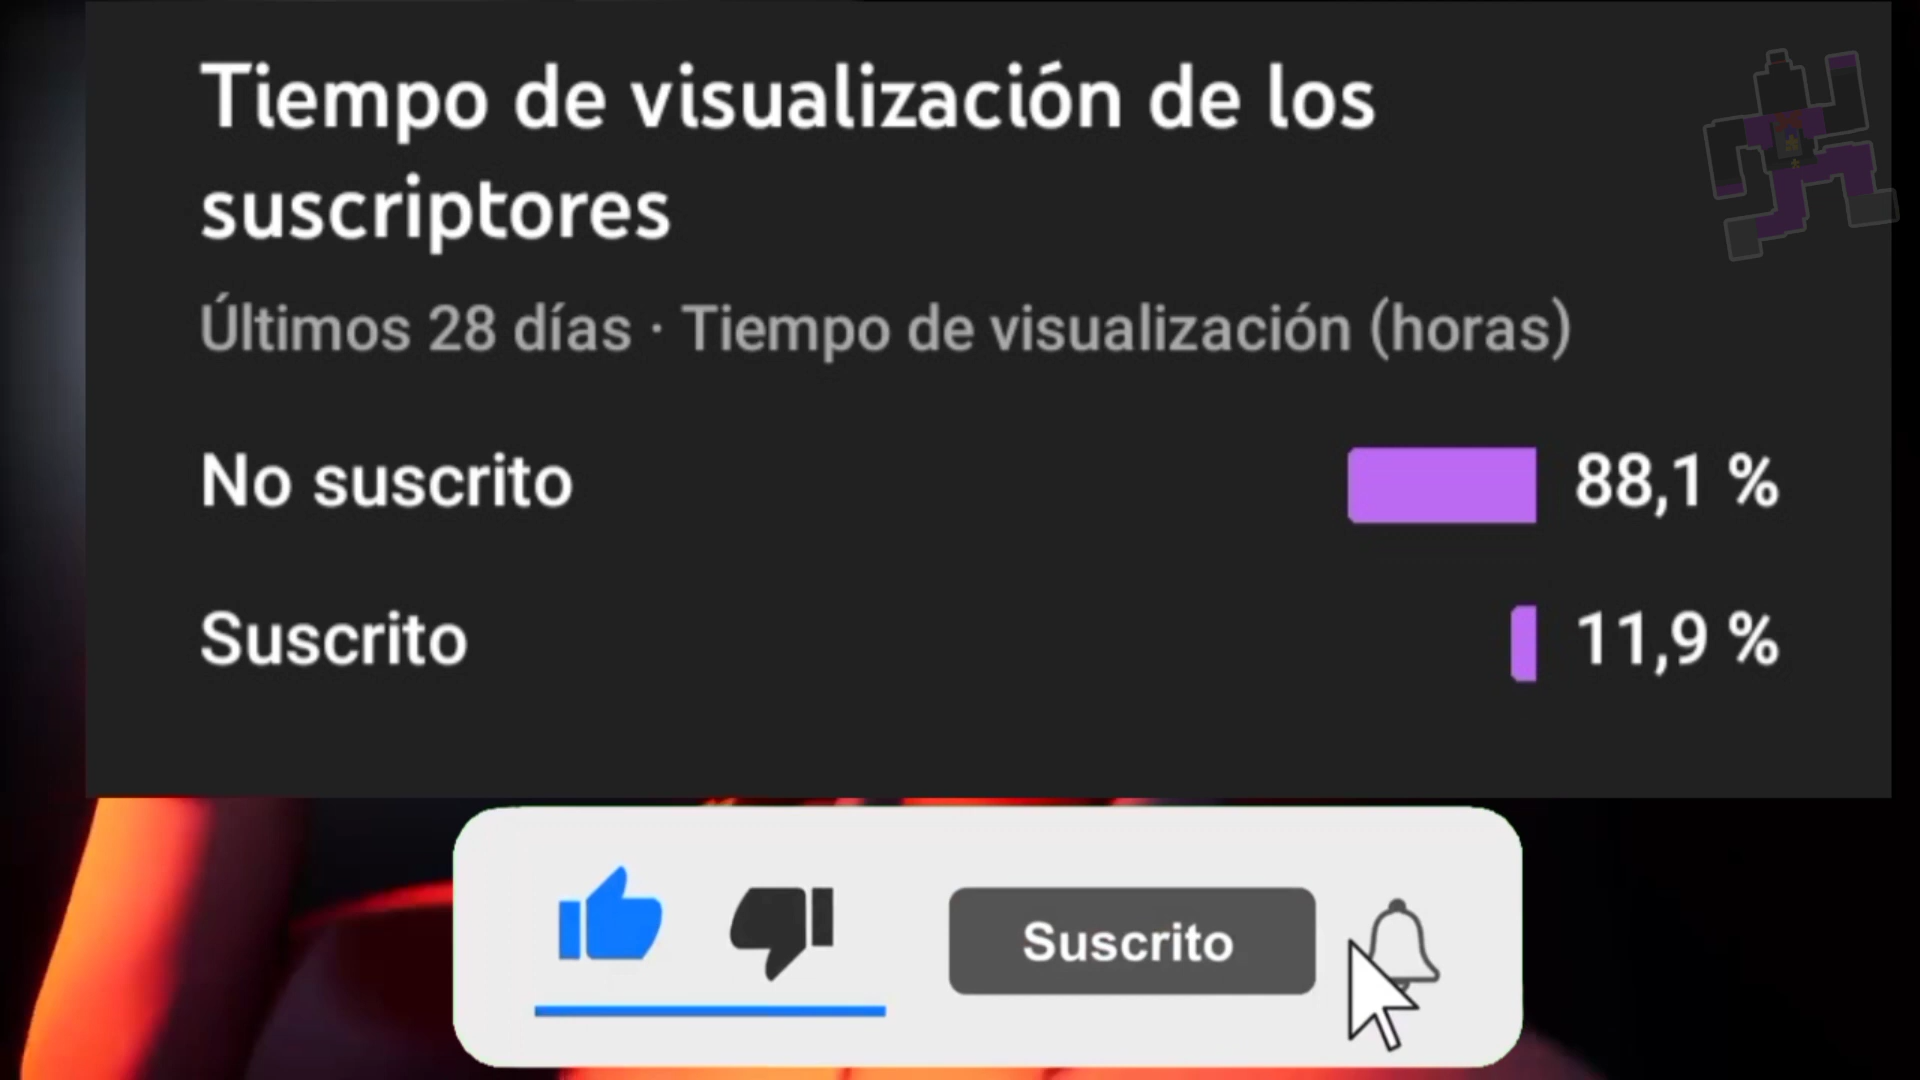 Tiempo de visualización de los
suscriptores
Últimos 28 días · Tiempo de visualización (horas)
No suscrito 88,1 %
Suscrito 11,9 %
Suscrito